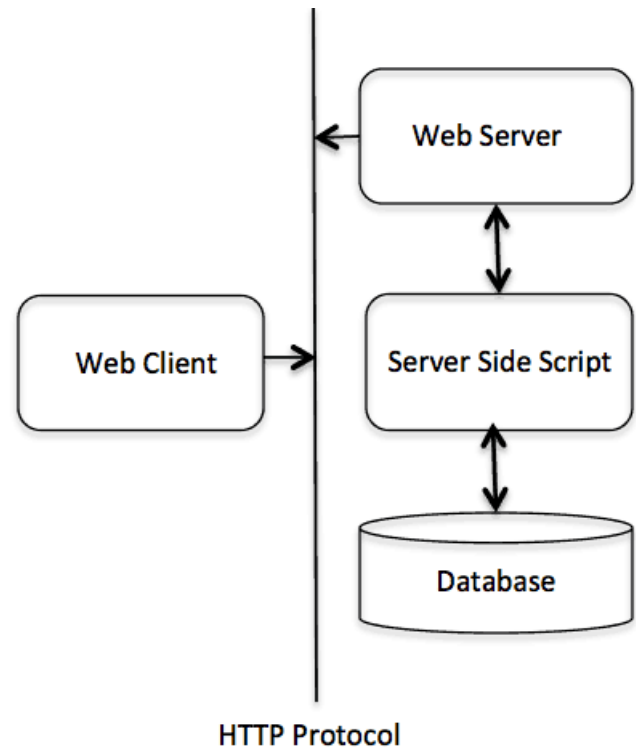 Web Server
Web Client
Server Side Script
Database
HTTP Protocol